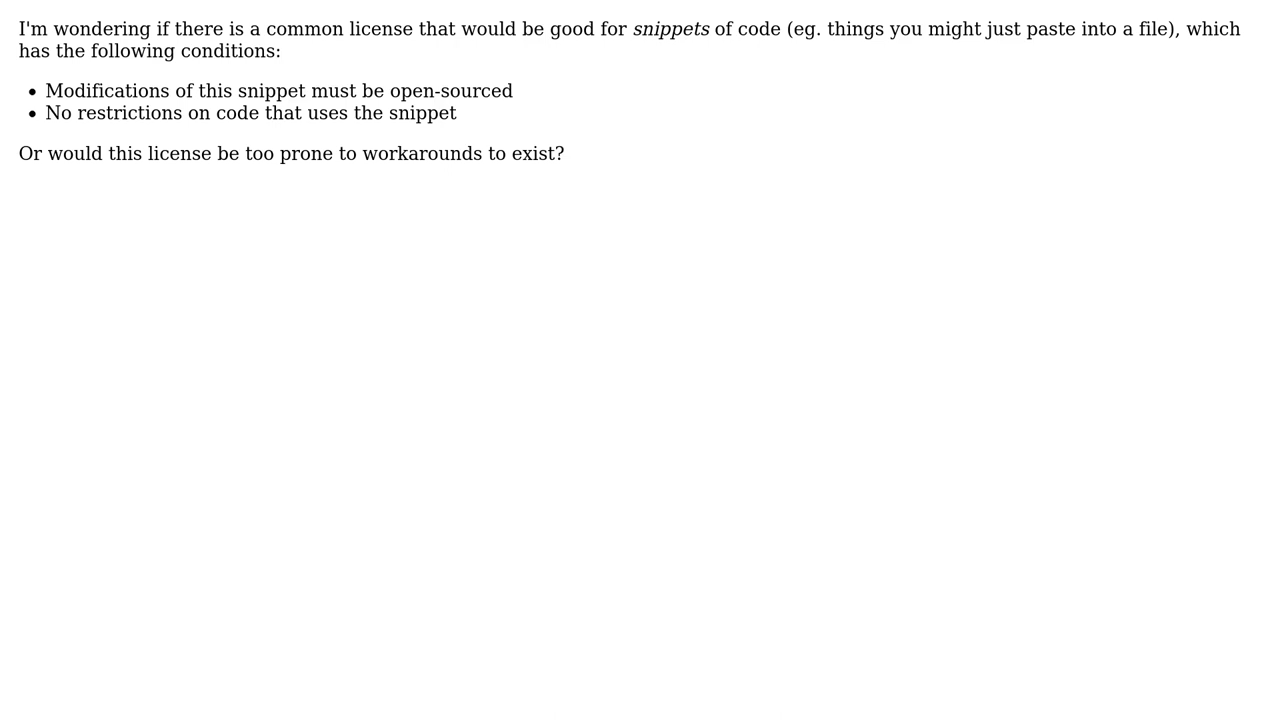 I'm wondering if there is a common license that would be good for snippets of code (eg. things you might just paste into a file), which
has the following conditions:
• Modifications of this snippet must be open-sourced
• No restrictions on code that uses the snippet
Or would this license be too prone to workarounds to exist?